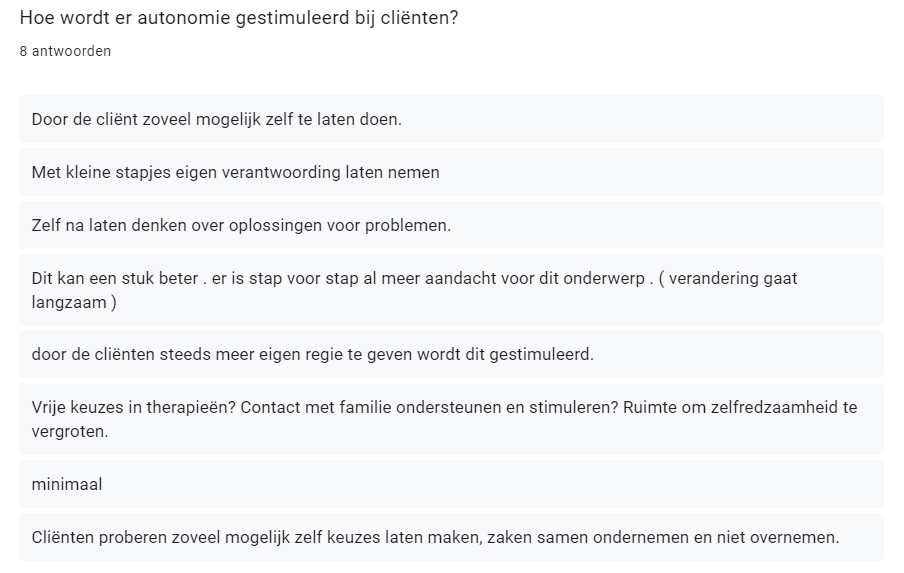 Hoe wordt er autonomie gestimuleerd bij cliënten?
8 antwoorden
Door de cliënt zoveel mogelijk zelf te laten doen.
Met kleine stapjes eigen verantwoording laten nemen
Zelf na laten denken over oplossingen voor problemen.
Dit kan een stuk beter . er is stap voor stap al meer aandacht voor dit onderwerp . ( verandering gaat
langzaam )
door de cliënten steeds meer eigen regie te geven wordt dit gestimuleerd.
Vrije keuzes in therapieën? Contact met familie ondersteunen en stimuleren? Ruimte om zelfredzaamheid te
vergroten.
minimaal
Cliënten proberen zoveel mogelijk zelf keuzes laten maken, zaken samen ondernemen en niet overnemen.